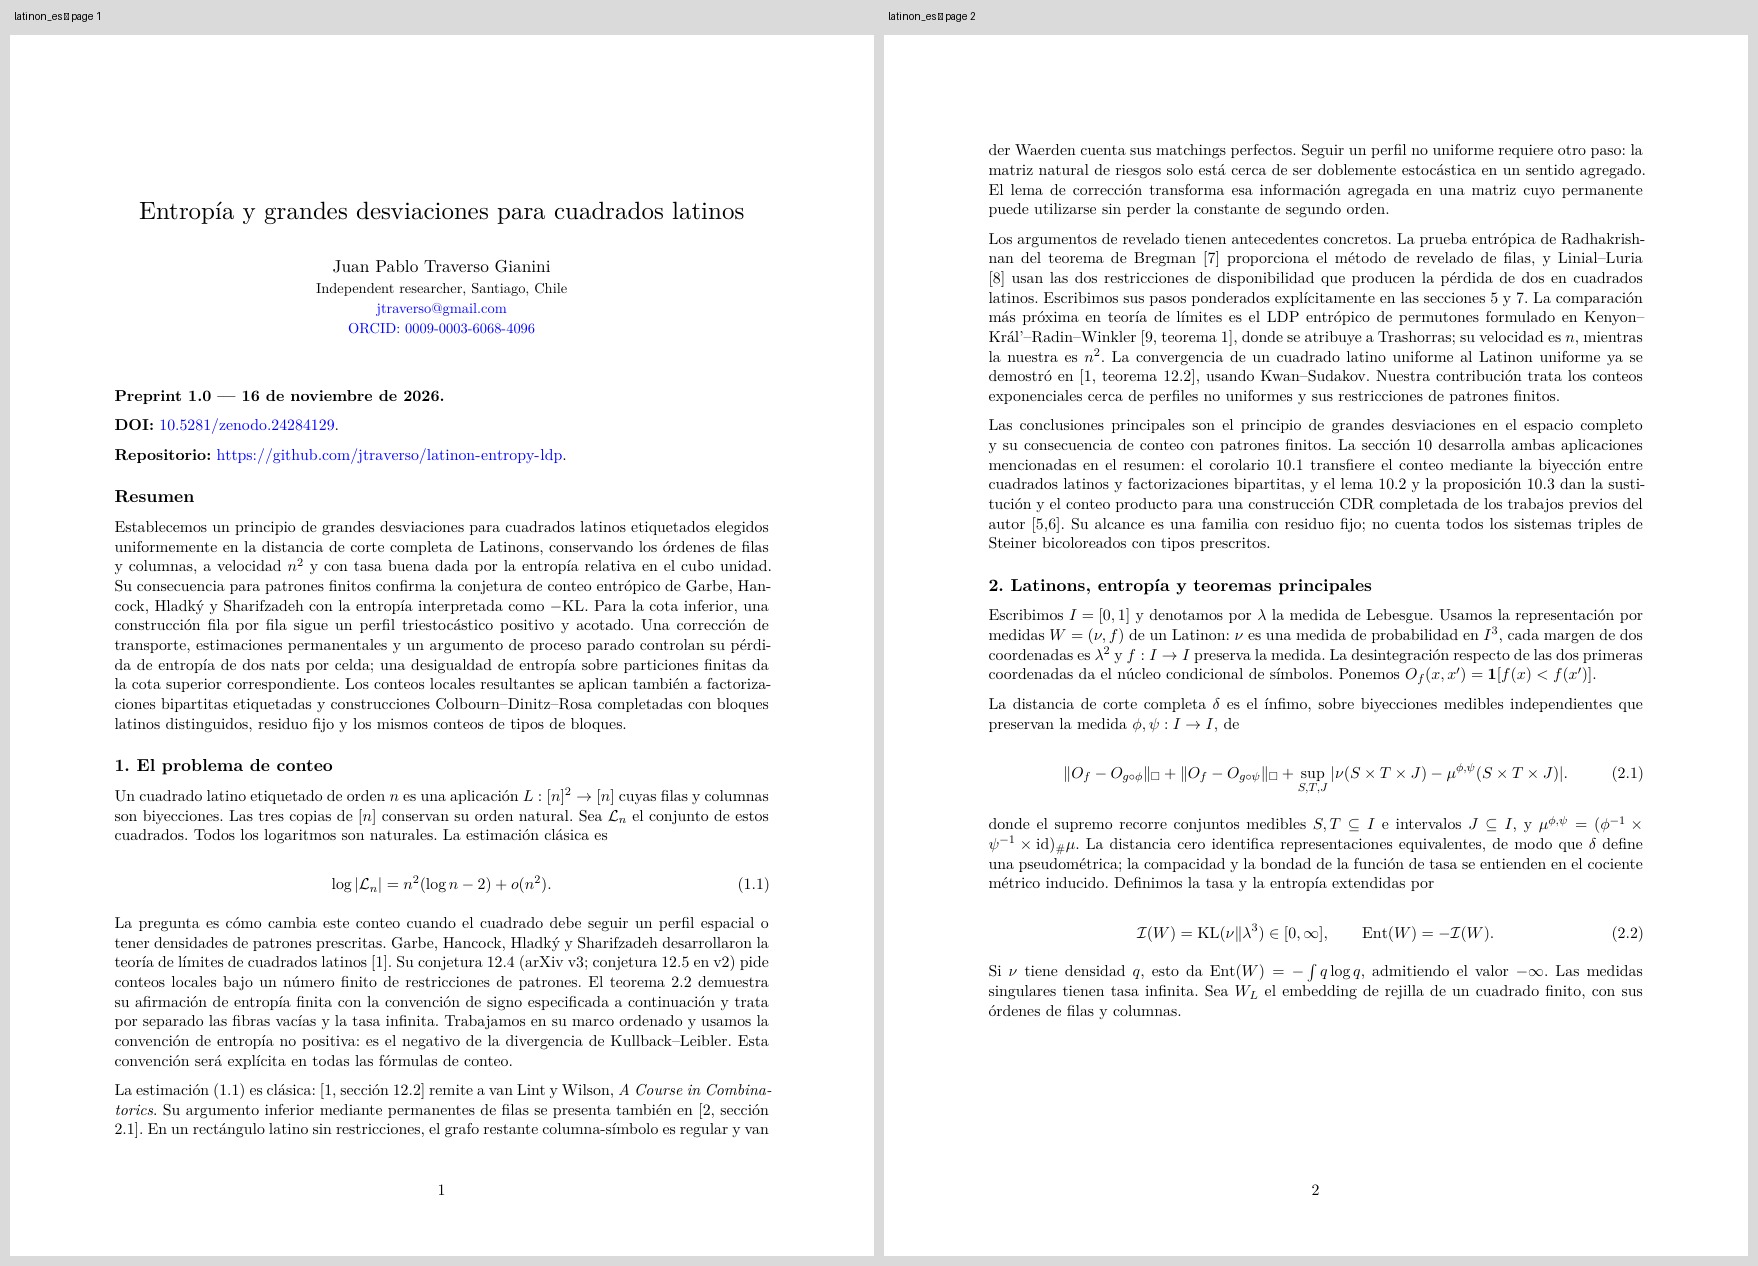 latinon_es page 1
Entropía y grandes desviaciones para cuadrados latinos
Juan Pablo Traverso Gianini
Independent researcher, Santiago, Chile
jtraverso@gmail.com
ORCID: 0009-0003-6068-4096
Preprint 1.0 — 16 de noviembre de 2026.
DOI: 10.5281/zenodo.24284129.
Repositorio: https://github.com/jtraverso/latinon-entropy-ldp.
Resumen
Establecemos un principio de grandes desviaciones para cuadrados latinos etiquetados elegidos
uniformemente en la distancia de corte completa de Latinons, conservando los órdenes de filas
y columnas, a velocidad n² y con tasa buena dada por la entropía relativa en el cubo unidad.
Su consecuencia para patrones finitos confirma la conjetura de conteo entrópico de Garbe, Han-
cock, Hladký y Sharifzadeh con la entropía interpretada como −KL. Para la cota inferior, una
construcción fila por fila sigue un perfil triestocástico positivo y acotado. Una corrección de
transporte, estimaciones permanentales y un argumento de proceso parado controlan su pérdi-
da de entropía de dos nats por celda; una desigualdad de entropía sobre particiones finitas da
la cota superior correspondiente. Los conteos locales resultantes se aplican también a factoriza-
ciones bipartitas etiquetadas y construcciones Colbourn–Dinitz–Rosa completadas con bloques
latinos distinguidos, residuo fijo y los mismos conteos de tipos de bloques.
1. El problema de conteo
Un cuadrado latino etiquetado de orden n es una aplicación L : [n]² → [n] cuyas filas y columnas
son biyecciones. Las tres copias de [n] conservan su orden natural. Sea ℒₙ el conjunto de estos
cuadrados. Todos los logaritmos son naturales. La estimación clásica es
log |ℒₙ| = n²(log n − 2) + o(n²). (1.1)
La pregunta es cómo cambia este conteo cuando el cuadrado debe seguir un perfil espacial o
tener densidades de patrones prescritas. Garbe, Hancock, Hladký y Sharifzadeh desarrollaron la
teoría de límites de cuadrados latinos [1]. Su conjetura 12.4 (arXiv v3; conjetura 12.5 en v2) pide
conteos locales bajo un número finito de restricciones de patrones. El teorema 2.2 demuestra
su afirmación de entropía finita con la convención de signo especificada a continuación y trata
por separado las fibras vacías y la tasa infinita. Trabajamos en su marco ordenado y usamos la
convención de entropía no positiva: es el negativo de la divergencia de Kullback–Leibler. Esta
convención será explícita en todas las fórmulas de conteo.
La estimación (1.1) es clásica: [1, sección 12.2] remite a van Lint y Wilson, A Course in Combina-
torics. Su argumento inferior mediante permanentes de filas se presenta también en [2, sección
2.1]. En un rectángulo latino sin restricciones, el grafo restante columna-símbolo es regular y van
1
latinon_es page 2
der Waerden cuenta sus matchings perfectos. Seguir un perfil no uniforme requiere otro paso: la
matriz natural de riesgos solo está cerca de ser doblemente estocástica en un sentido agregado.
El lema de corrección transforma esa información agregada en una matriz cuyo permanente
puede utilizarse sin perder la constante de segundo orden.
Los argumentos de revelado tienen antecedentes concretos. La prueba entrópica de Radhakrish-
nan del teorema de Bregman [7] proporciona el método de revelado de filas, y Linial–Luria
[8] usan las dos restricciones de disponibilidad que producen la pérdida de dos en cuadrados
latinos. Escribimos sus pasos ponderados explícitamente en las secciones 5 y 7. La comparación
más próxima en teoría de límites es el LDP entrópico de permutones formulado en Kenyon–
Král'–Radin–Winkler [9, teorema 1], donde se atribuye a Trashorras; su velocidad es n, mientras
la nuestra es n². La convergencia de un cuadrado latino uniforme al Latinon uniforme ya se
demostró en [1, teorema 12.2], usando Kwan–Sudakov. Nuestra contribución trata los conteos
exponenciales cerca de perfiles no uniformes y sus restricciones de patrones finitos.
Las conclusiones principales son el principio de grandes desviaciones en el espacio completo
y su consecuencia de conteo con patrones finitos. La sección 10 desarrolla ambas aplicaciones
mencionadas en el resumen: el corolario 10.1 transfiere el conteo mediante la biyección entre
cuadrados latinos y factorizaciones bipartitas, y el lema 10.2 y la proposición 10.3 dan la susti-
tución y el conteo producto para una construcción CDR completada de los trabajos previos del
autor [5,6]. Su alcance es una familia con residuo fijo; no cuenta todos los sistemas triples de
Steiner bicoloreados con tipos prescritos.
2. Latinons, entropía y teoremas principales
Escribimos I = [0, 1] y denotamos por λ la medida de Lebesgue. Usamos la representación por
medidas W = (ν, f) de un Latinon: ν es una medida de probabilidad en I³, cada margen de dos
coordenadas es λ² y f : I → I preserva la medida. La desintegración respecto de las dos primeras
coordenadas da el núcleo condicional de símbolos. Ponemos O_f(x, x′) = 𝟏[f(x) < f(x′)].
La distancia de corte completa δ es el ínfimo, sobre biyecciones medibles independientes que
preservan la medida ϕ, ψ : I → I, de
‖O_f − O_{g∘ϕ}‖_□ + ‖O_f − O_{g∘ψ}‖_□ + sup_{S,T,J} |ν(S × T × J) − μ^{ϕ,ψ}(S × T × J)|. (2.1)
donde el supremo recorre conjuntos medibles S, T ⊆ I e intervalos J ⊆ I, y μ^{ϕ,ψ} = (ϕ⁻¹ ×
ψ⁻¹ × id)_#μ. La distancia cero identifica representaciones equivalentes, de modo que δ define
una pseudométrica; la compacidad y la bondad de la función de tasa se entienden en el cociente
métrico inducido. Definimos la tasa y la entropía extendidas por
ℐ(W) = KL(ν‖λ³) ∈ [0, ∞], Ent(W) = −ℐ(W). (2.2)
Si ν tiene densidad q, esto da Ent(W) = − ∫ q log q, admitiendo el valor −∞. Las medidas
singulares tienen tasa infinita. Sea W_L el embedding de rejilla de un cuadrado finito, con sus
órdenes de filas y columnas.
2